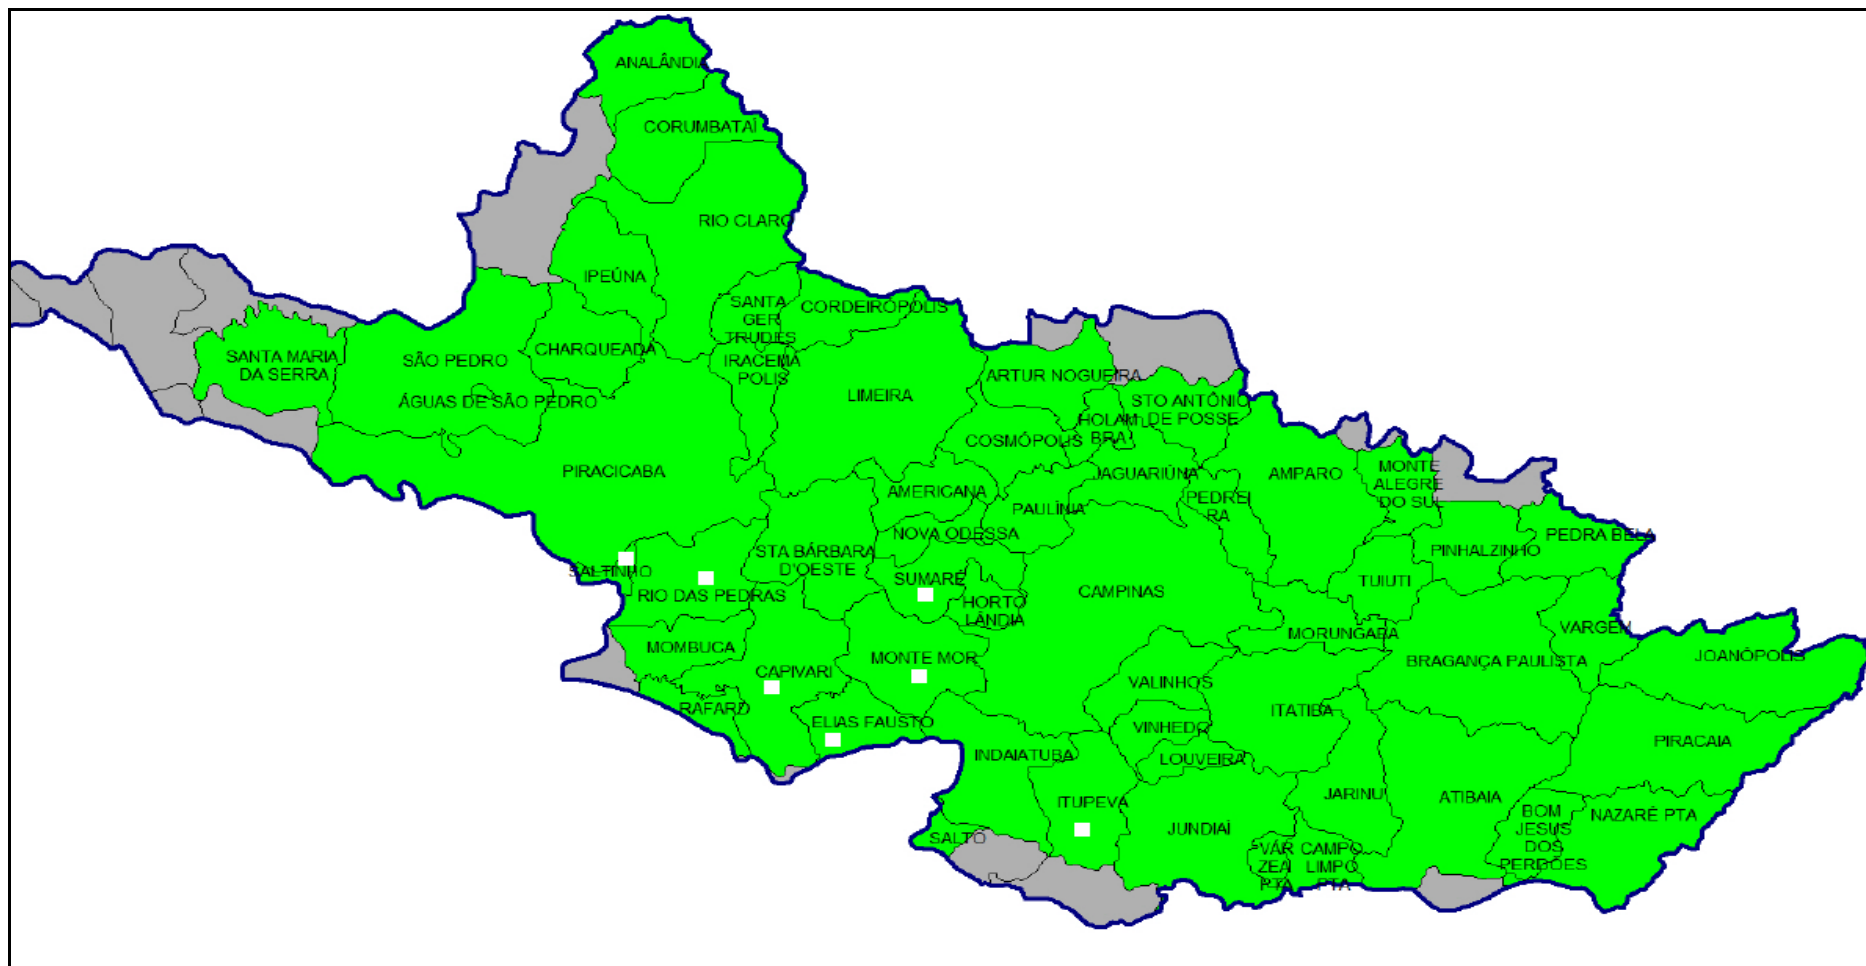 ANALÂNDIA
CORUMBATAÍ
RIO CLARO
IPEÚNA
SANTA
GER
TRUDES
CORDEIRÓPOLIS
CHARQUEADA
IRACEMA
POLIS
SANTA MARIA
DA SERRA
SÃO PEDRO
ÁGUAS DE SÃO PEDRO
LIMEIRA
ARTUR NOGUEIRA
STO ANTÔNIO
DE POSSE
HOLAM
BRA
COSMÓPOLIS
PIRACICABA
JAGUARIÚNA
AMPARO
MONTE
ALEGRE
DO SUL
AMERICANA
PAULÍNIA
PEDREI
RA
NOVA ODESSA
PEDRA BELA
PINHALZINHO
STA BÁRBARA
D'OESTE
SALTINHO
SUMARÉ
TUIUTI
RIO DAS PEDRAS
HORTO
LÂNDIA
CAMPINAS
MORUNGABA
VARGEM
MOMBUCA
MONTE MOR
BRAGANÇA PAULISTA
JOANÓPOLIS
CAPIVARI
VALINHOS
RAFARD
ELIAS FAUSTO
ITATIBA
VINHEDO
INDAIATUBA
LOUVEIRA
PIRACAIA
ITUPEVA
JARINU
ATIBAIA
BOM
JESUS
DOS
PERDÕES
NAZARÉ PTA
SALTO
JUNDIAÍ
VÁR
ZEA
PTA
CAMPO
LIMPO
PTA